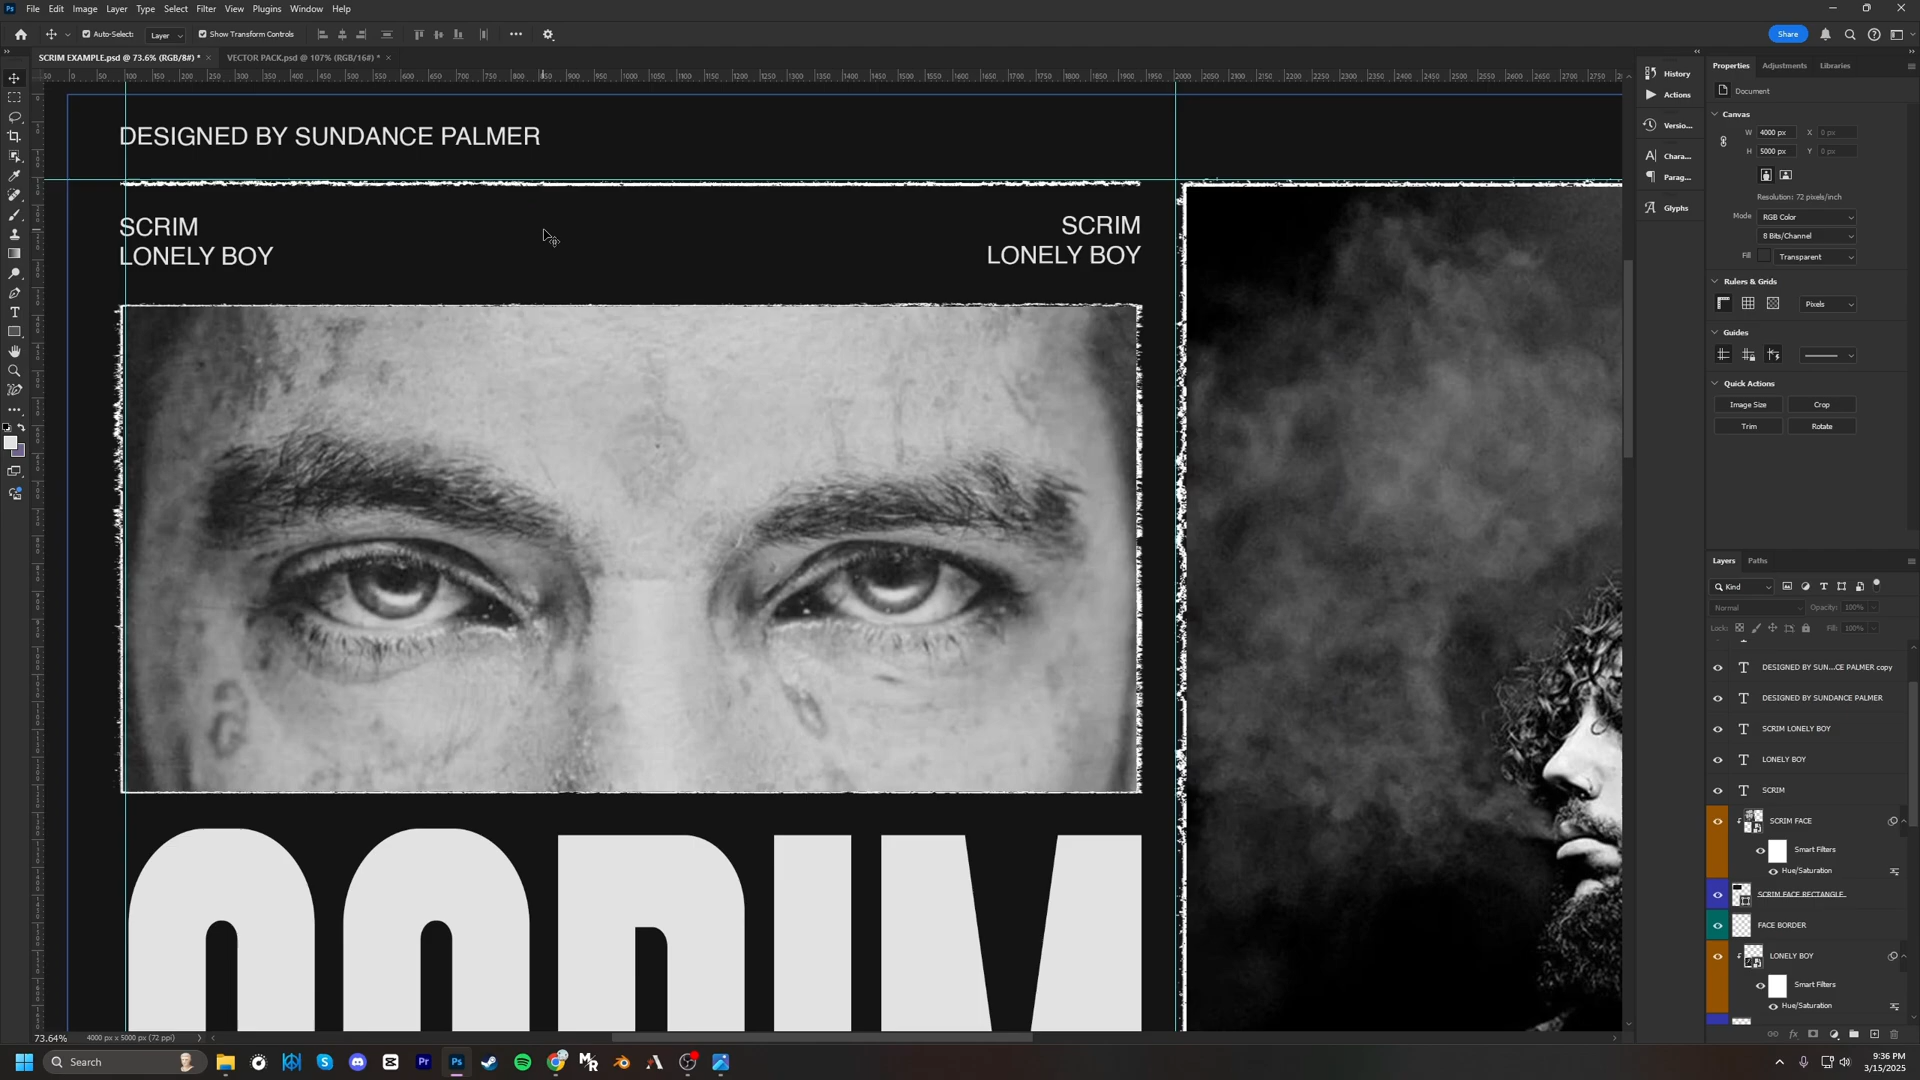 File Edit Image Layer Type Select Filter View Plugins Window Help
Auto-Select: Layer Show Transform Controls Share
SCRIM EXAMPLE.psd @ 73.6% (RGB/8#) * VECTOR PACK.psd @ 107% (RGB/16#) *
DESIGNED BY SUNDANCE PALMER
SCRIM
LONELY BOY
SCRIM
LONELY BOY
SCRIM
73.64% 4000 px x 5000 px (72 ppi)
History
Actions
Versio...
Chara...
Parag...
Glyphs
Properties Adjustments Libraries
Document
Canvas
W 4000 px X 0 px
H 5000 px Y 0 px
Resolution: 72 pixels/inch
Mode RGB Color
8 Bits/Channel
Fill Transparent
Rulers & Grids
Pixels
Guides
Quick Actions
Image Size Crop
Trim Rotate
Layers Paths
Kind
Normal Opacity: 100%
Lock: Fill: 100%
DESIGNED BY SUN...CE PALMER copy
DESIGNED BY SUNDANCE PALMER
SCRIM LONELY BOY
LONELY BOY
SCRIM
SCRIM FACE
Smart Filters
Hue/Saturation
SCRIM FACE RECTANGLE
FACE BORDER
LONELY BOY
Smart Filters
Hue/Saturation
Search
9:36 PM
3/15/2025